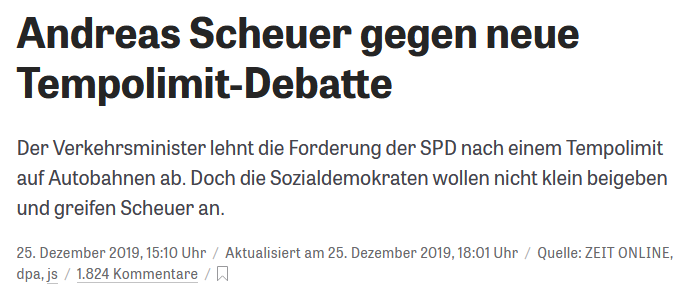 Andreas Scheuer gegen neue
Tempolimit-Debatte
Der Verkehrsminister lehnt die Forderung der SPD nach einem Tempolimit
auf Autobahnen ab. Doch die Sozialdemokraten wollen nicht klein beigeben
und greifen Scheuer an.
25. Dezember 2019, 15:10 Uhr / Aktualisiert am 25. Dezember 2019, 18:01 Uhr / Quelle: ZEIT ONLINE,
dpa, js / 1.824 Kommentare /